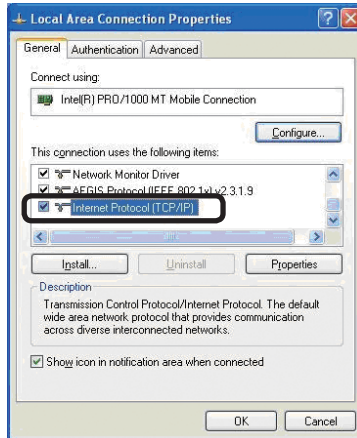 Local Area Connection Properties
General Authentication Advanced
Connect using:
Intel(R) PRO/1000 MT Mobile Connection
Configure...
This connection uses the following items:
Network Monitor Driver
AEGIS Protocol (IEEE 802.1x) v2.3.1.9
Internet Protocol (TCP/IP)
Install... Uninstall Properties
Description
Transmission Control Protocol/Internet Protocol. The default
wide area network protocol that provides communication
across diverse interconnected networks.
Show icon in notification area when connected
OK Cancel